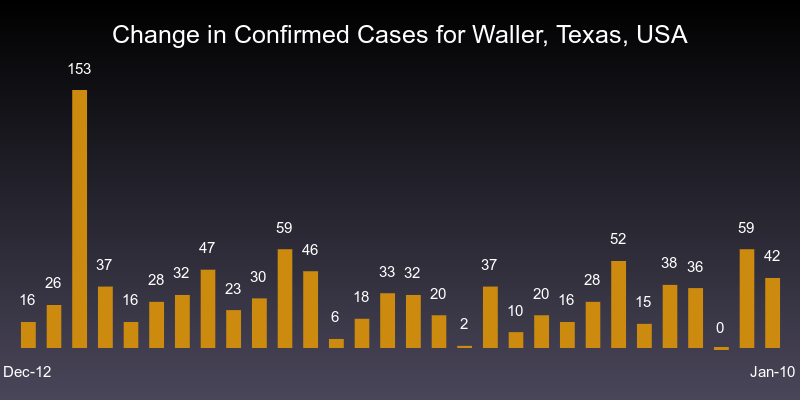 Change in Confirmed Cases for Waller, Texas, USA
153
16 26 37 16 28 32 47 23 30 59 46 6 18 33 32 20 2 37 10 20 16 28 52 15 38 36 0 59 42
Dec-12 Jan-10